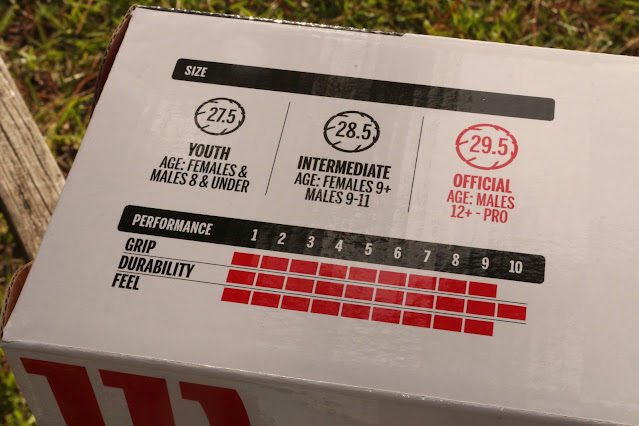 SIZE
27.5
YOUTH
AGE: FEMALES &
MALES 8 & UNDER
28.5
INTERMEDIATE
AGE: FEMALES 9+
MALES 9-11
29.5
OFFICIAL
AGE: MALES
12+ - PRO
PERFORMANCE 1 2 3 4 5 6 7 8 9 10
GRIP
DURABILITY
FEEL